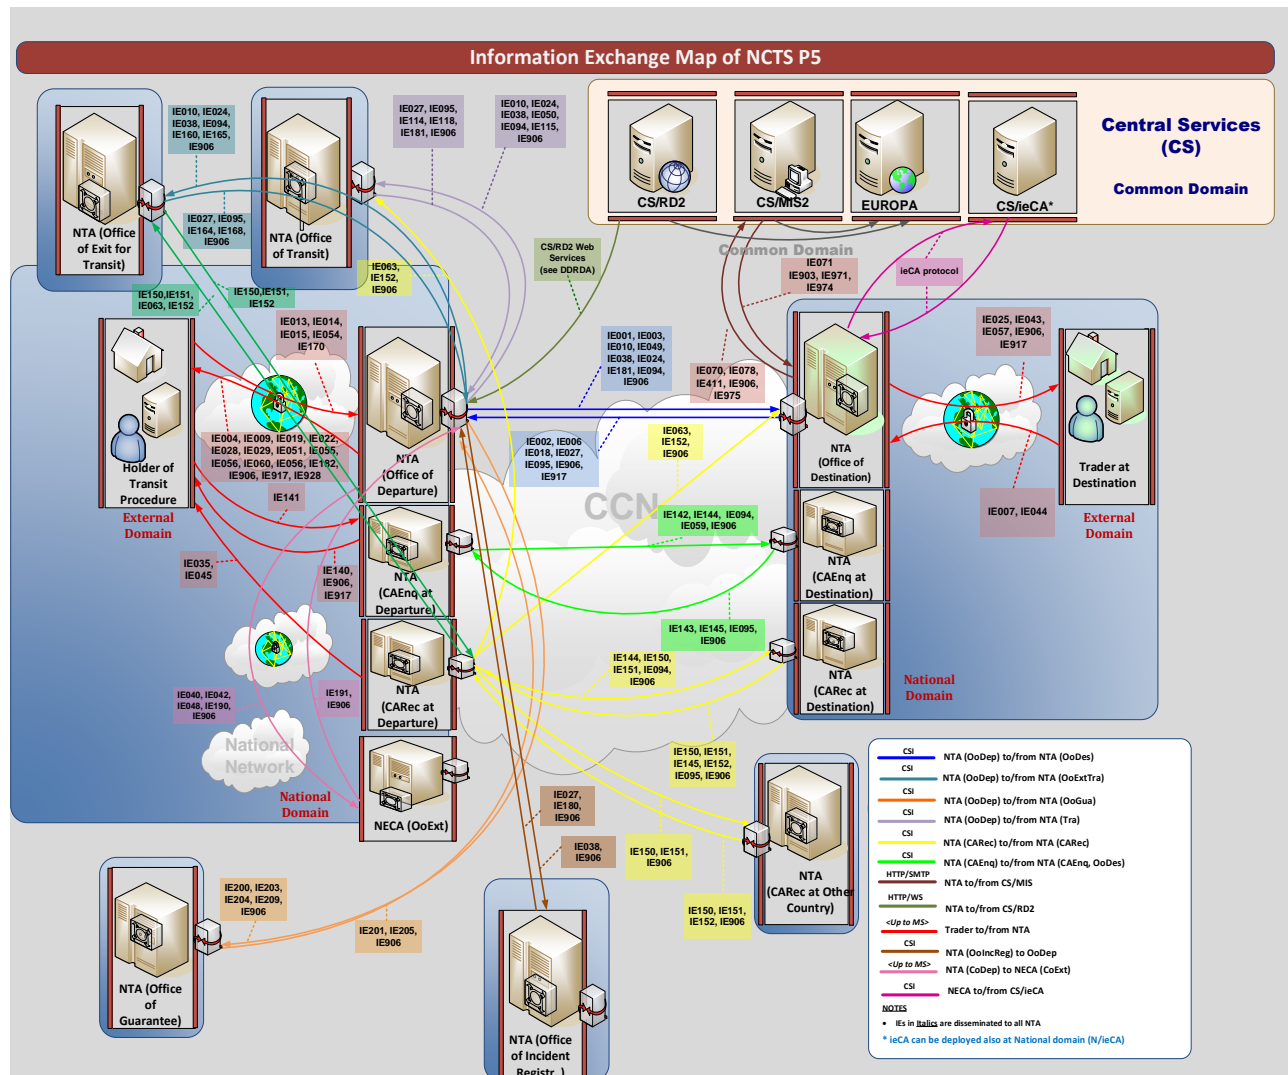 Information Exchange Map of NCTS P5
IE010, IE024,
IE038, IE094,
IE160, IE165,
IE906
IE027, IE095,
IE114, IE118,
IE181, IE906
IE010, IE024,
IE038, IE050,
IE094, IE115,
IE906
Central Services
(CS)
Common Domain
CS/RD2
CS/MIS2
EUROPA
CS/ieCA*
NTA (Office
of Exit for
Transit)
IE027, IE095,
IE164, IE168,
IE906
NTA (Office
of Transit)
CS/RD2 Web
Services
(see DDRDA)
Common Domain
IE063,
IE152,
IE906
IE071
IE903, IE971,
IE974
ieCA protocol
IE150,IE151,
IE063, IE152
IE150,IE151,
IE152
IE013, IE014,
IE015, IE054,
IE170
IE001, IE003,
IE010, IE049,
IE038, IE024,
IE181, IE094,
IE906
IE070, IE078,
IE411, IE906,
IE975
IE025, IE043,
IE057, IE906,
IE917
IE004, IE009, IE019, IE022,
IE028, IE029, IE051, IE055,
IE056, IE060, IE056, IE182,
IE906, IE917, IE928
Holder of
Transit
Procedure
External
Domain
NTA
(Office of
Departure)
IE002, IE006
IE018, IE027,
IE095, IE906,
IE917
IE063,
IE152,
IE906
NTA
(Office of
Destination)
Trader at
Destination
IE141
CCN
IE142, IE144, IE094,
IE059, IE906
IE007, IE044
External
Domain
IE035,
IE045
IE140,
IE906,
IE917
NTA
(CAEnq at
Departure)
NTA
(CAEnq at
Destination)
IE143, IE145, IE095,
IE906
IE144, IE150,
IE151, IE094,
IE906
National
Domain
IE040, IE042,
IE048, IE190,
IE906
IE191,
IE906
NTA
(CARec at
Departure)
NTA
(CARec at
Destination)
National
Network
IE150, IE151,
IE145, IE152,
IE095, IE906
National
Domain
NECA (OoExt)
IE027,
IE180,
IE906
IE038,
IE906
IE150, IE151,
IE906
NTA
(CARec at Other
Country)
IE150, IE151,
IE152, IE906
IE200, IE203,
IE204, IE209,
IE906
IE201, IE205,
IE906
NTA (Office
of
Guarantee)
NTA (Office
of Incident
Registr..)
CSI NTA (OoDep) to/from NTA (OoDes)
CSI NTA (OoDep) to/from NTA (OoExtTra)
CSI NTA (OoDep) to/from NTA (OoGua)
CSI NTA (OoDep) to/from NTA (Tra)
CSI NTA (CARec) to/from NTA (CARec)
CSI NTA (CAEnq) to/from NTA (CAEnq, OoDes)
HTTP/SMTP NTA to/from CS/MIS
HTTP/WS NTA to/from CS/RD2
<Up to MS> Trader to/from NTA
CSI NTA (OoIncReg) to OoDep
<Up to MS> NTA (CoDep) to NECA (CoExt)
CSI NECA to/from CS/ieCA
NOTES
• IEs in Italics are disseminated to all NTA
* ieCA can be deployed also at National domain (N/ieCA)